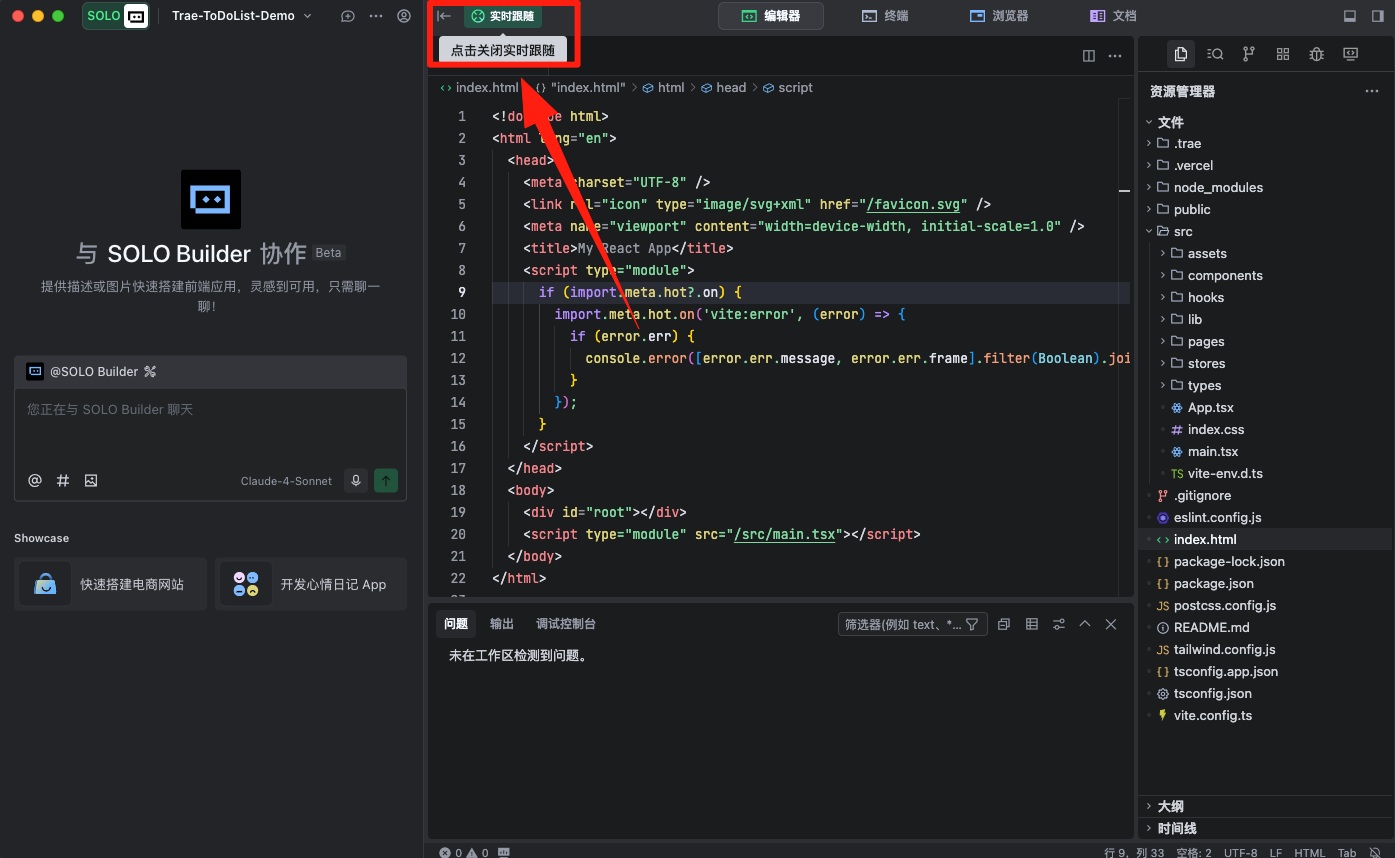 SOLO
Trae-ToDoList-Demo
实时跟随
编辑器
终端
浏览器
文档
点击关闭实时跟随
index.html
{} "index.html" > html > head > script
1 <!do pe html>
2 <html lang="en">
3 <head>
4 <meta charset="UTF-8" />
5 <link rel="icon" type="image/svg+xml" href="/favicon.svg" />
6 <meta name="viewport" content="width=device-width, initial-scale=1.0" />
7 <title>My React App</title>
8 <script type="module">
9 if (import.meta.hot?.on) {
10 import.meta.hot.on('vite:error', (error) => {
11 if (error.err) {
12 console.error([error.err.message, error.err.frame].filter(Boolean).joi
13 }
14 });
15 }
16 </script>
17 </head>
18 <body>
19 <div id="root"></div>
20 <script type="module" src="/src/main.tsx"></script>
21 </body>
22 </html>
与 SOLO Builder 协作 Beta
提供描述或图片快速搭建前端应用，灵感到可用，只需聊一
聊！
@SOLO Builder
您正在与 SOLO Builder 聊天
@ #
Claude-4-Sonnet
Showcase
快速搭建电商网站
开发心情日记 App
问题
输出
调试控制台
筛选器(例如 text、*...
未在工作区检测到问题。
资源管理器
文件
.trae
.vercel
node_modules
public
src
assets
components
hooks
lib
pages
stores
types
App.tsx
# index.css
main.tsx
TS vite-env.d.ts
.gitignore
eslint.config.js
<> index.html
{} package-lock.json
{} package.json
JS postcss.config.js
README.md
JS tailwind.config.js
{} tsconfig.app.json
tsconfig.json
vite.config.ts
大纲
时间线
0 0
行 9，列 33 空格: 2 UTF-8 LF HTML Tab